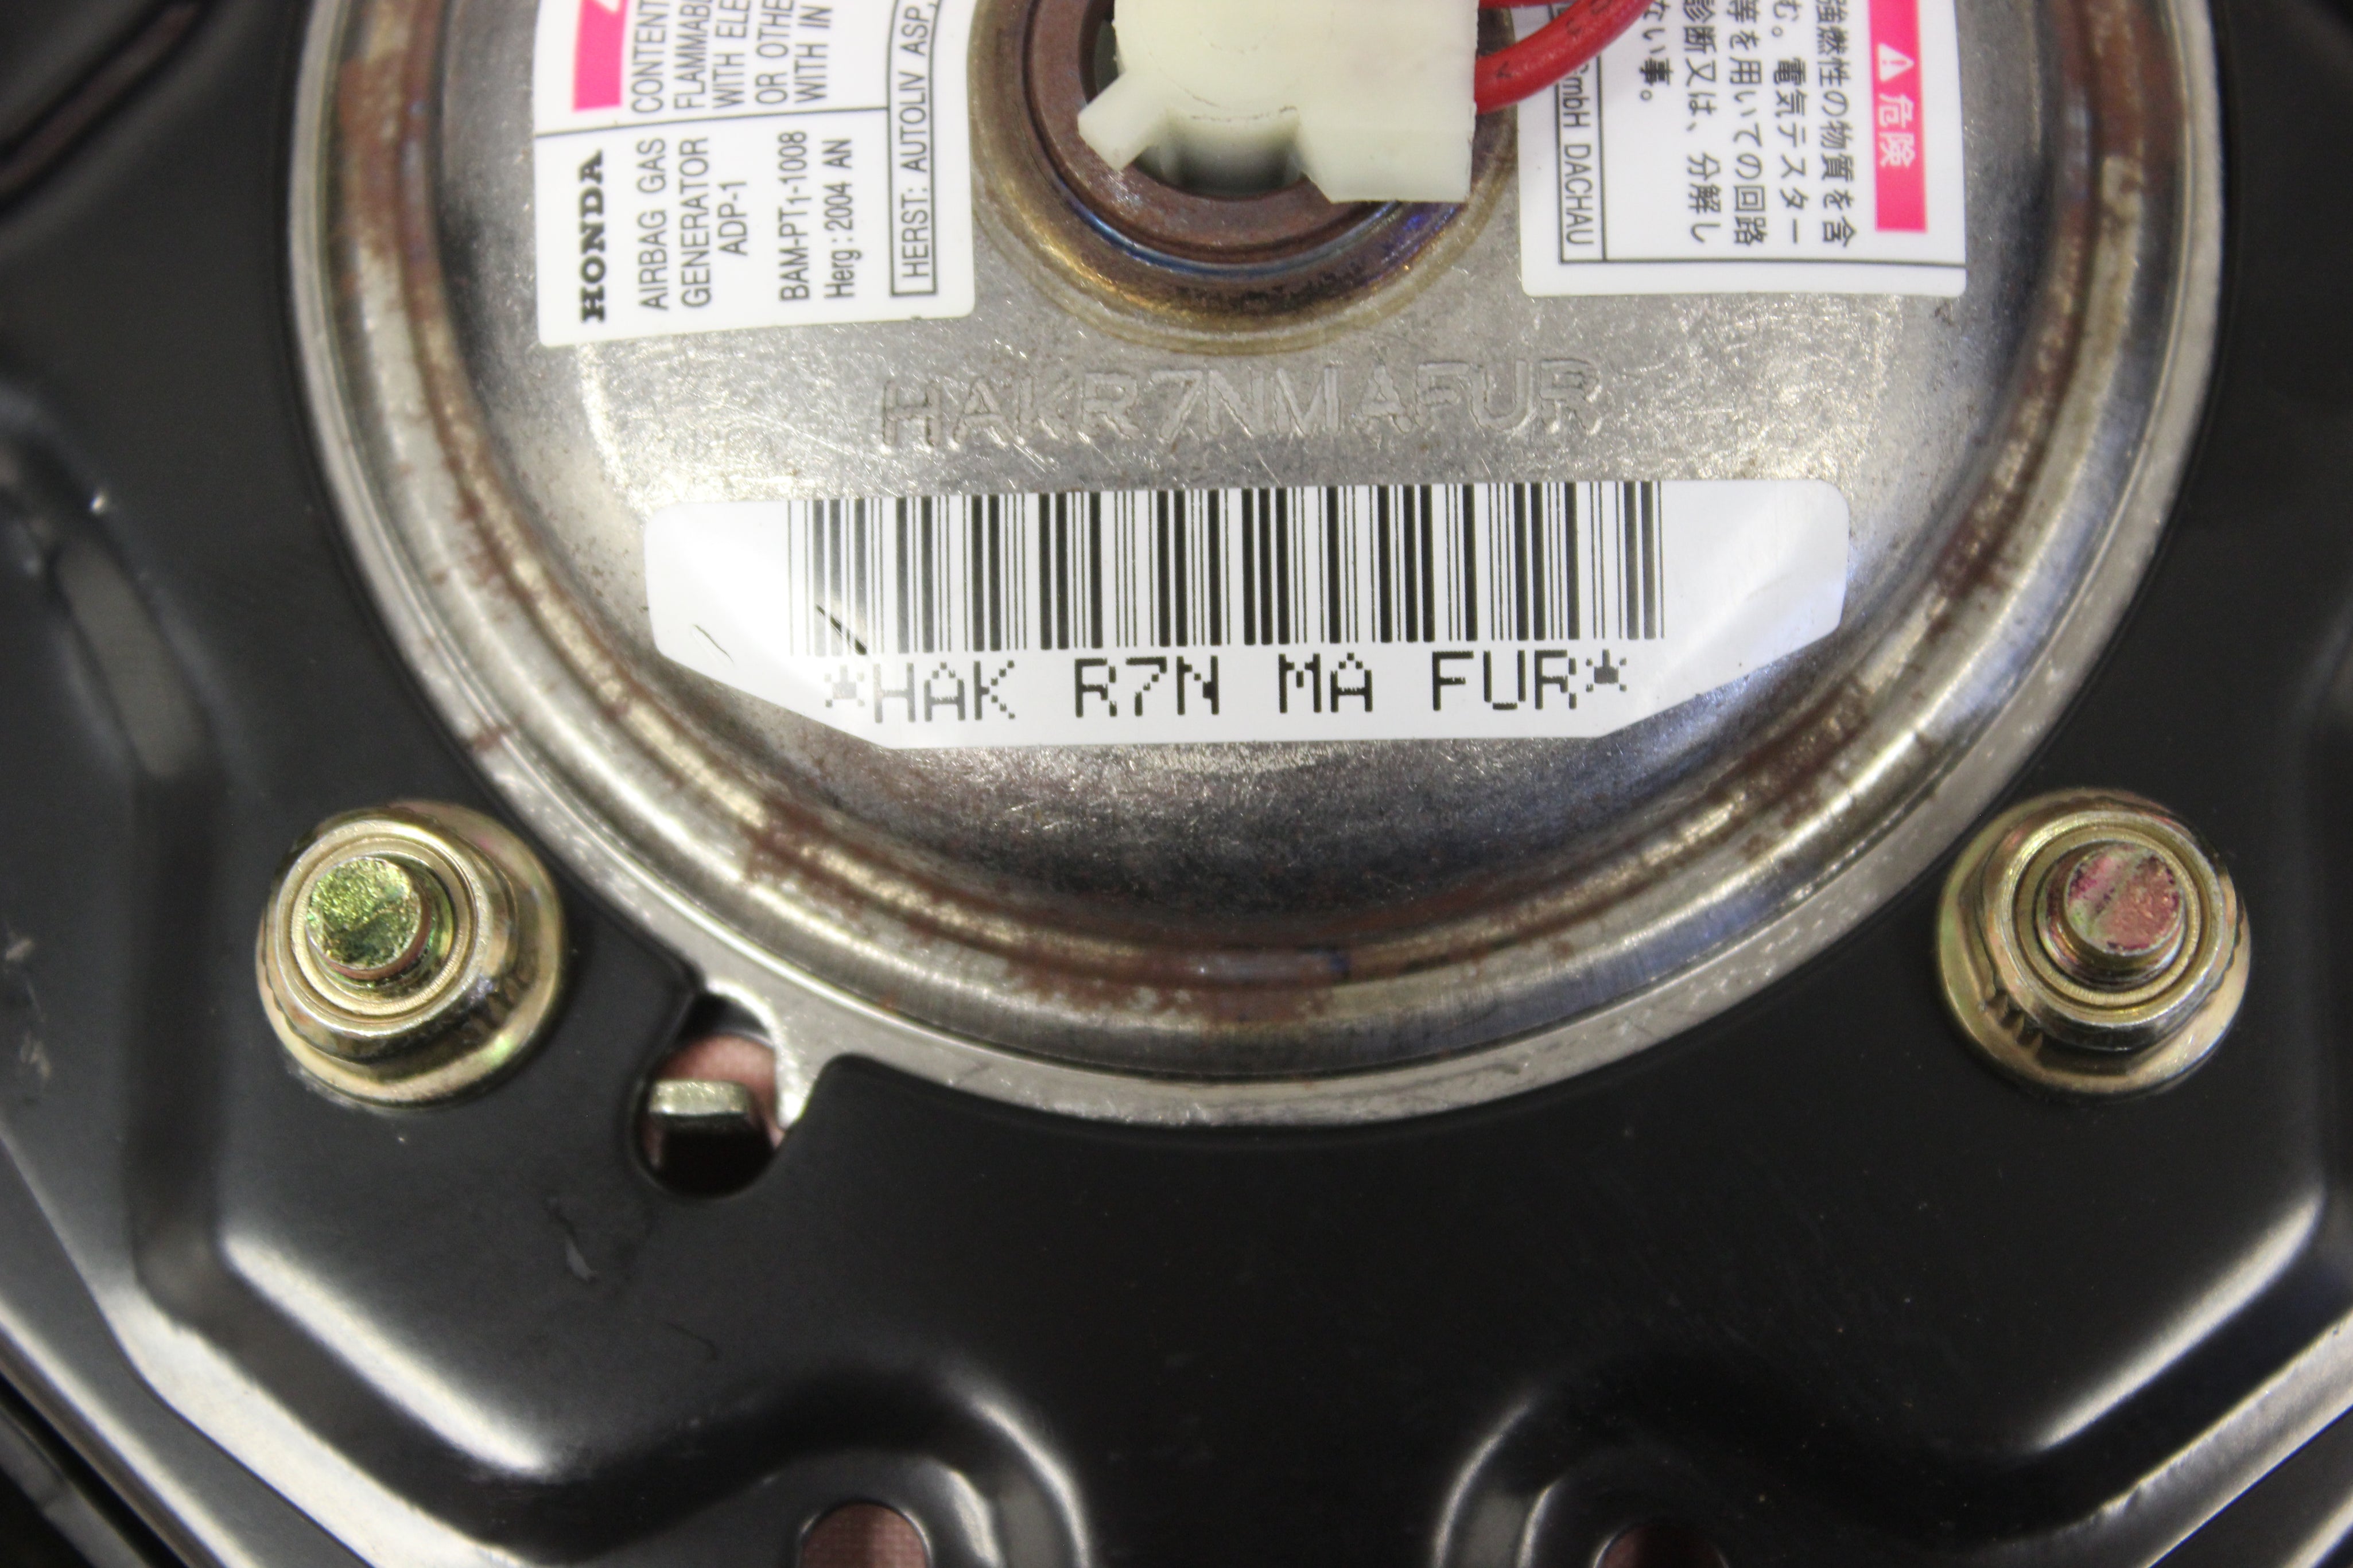 CONTENT
FLAMMABL
WITH ELE
OR OTHE
WITH IN
HONDA
AIRBAG GAS
GENERATOR
ADP-1
BAM-PT1-1008
Herg: 2004 AN
HERST: AUTOLIV ASP,
GmbH DACHAU
危険
強燃性の物質を含
む。電気テスター
等を用いての回路
診断又は、分解し
ない事。
HAKR7NMAFUR
*HAK R7N MA FUR*